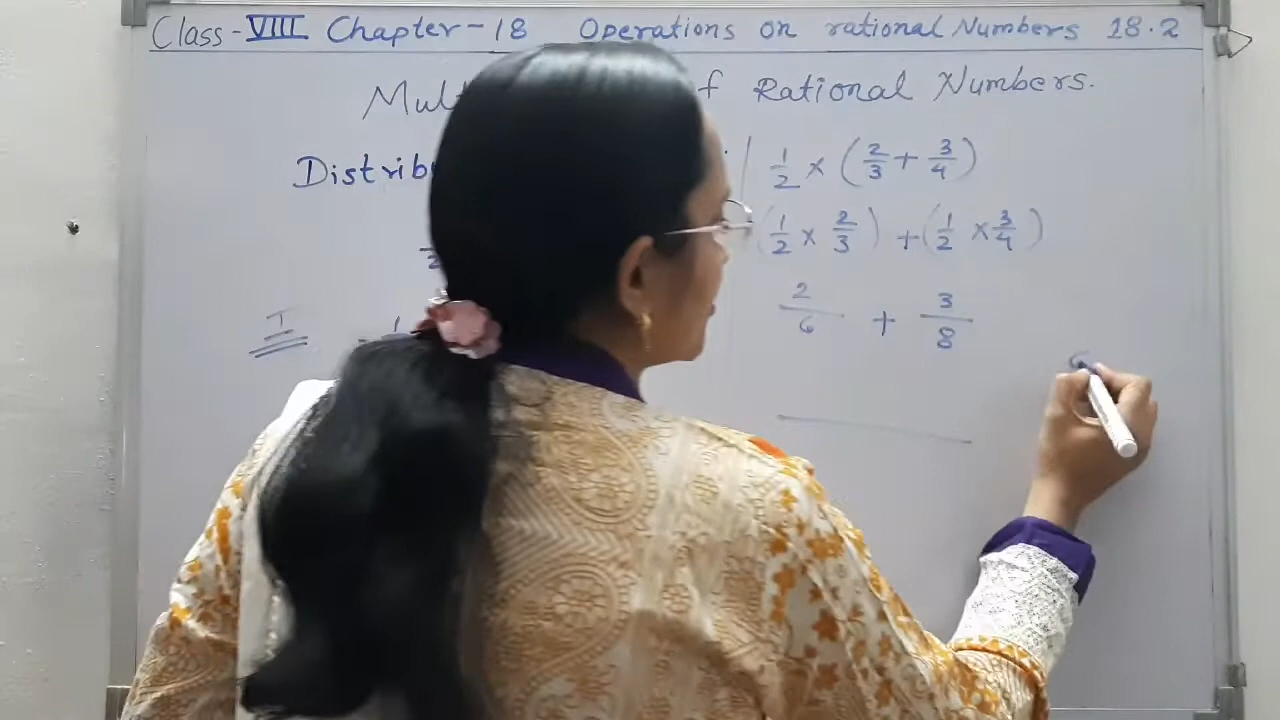 Class-VIII Chapter-18 Operations on rational Numbers 18.2
Rational Numbers.
1/2 × (2/3 + 3/4)
(1/2 × 2/3) + (1/2 × 3/4)
2/6 + 3/8
I